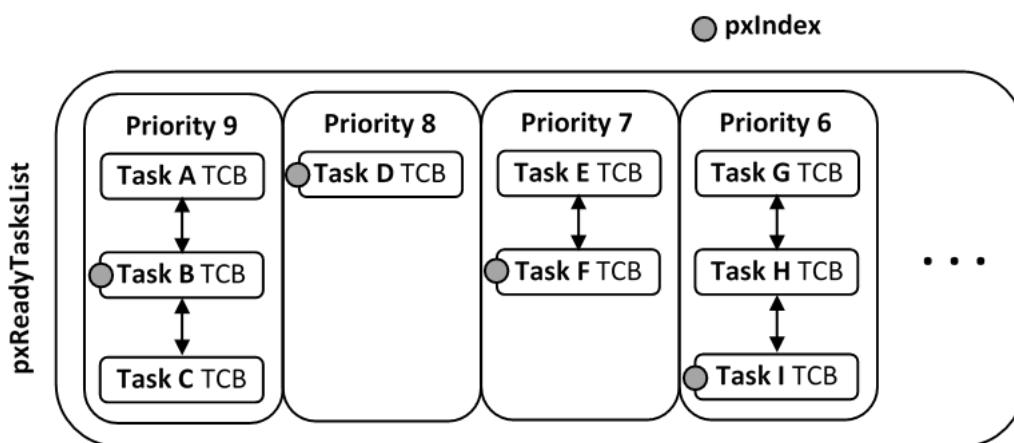 pxIndex
pxReadyTasksList
Priority 9
Task A TCB
Task B TCB
Task C TCB
Priority 8
Task D TCB
Priority 7
Task E TCB
Task F TCB
Priority 6
Task G TCB
Task H TCB
Task I TCB
. . .